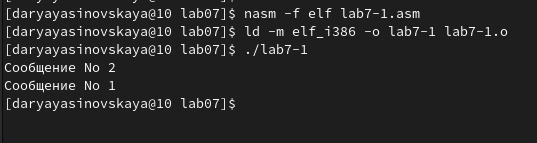 [daryayasinovskaya@10 lab07]$ nasm -f elf lab7-1.asm
[daryayasinovskaya@10 lab07]$ ld -m elf_i386 -o lab7-1 lab7-1.o
[daryayasinovskaya@10 lab07]$ ./lab7-1
Сообщение No 2
Сообщение No 1
[daryayasinovskaya@10 lab07]$